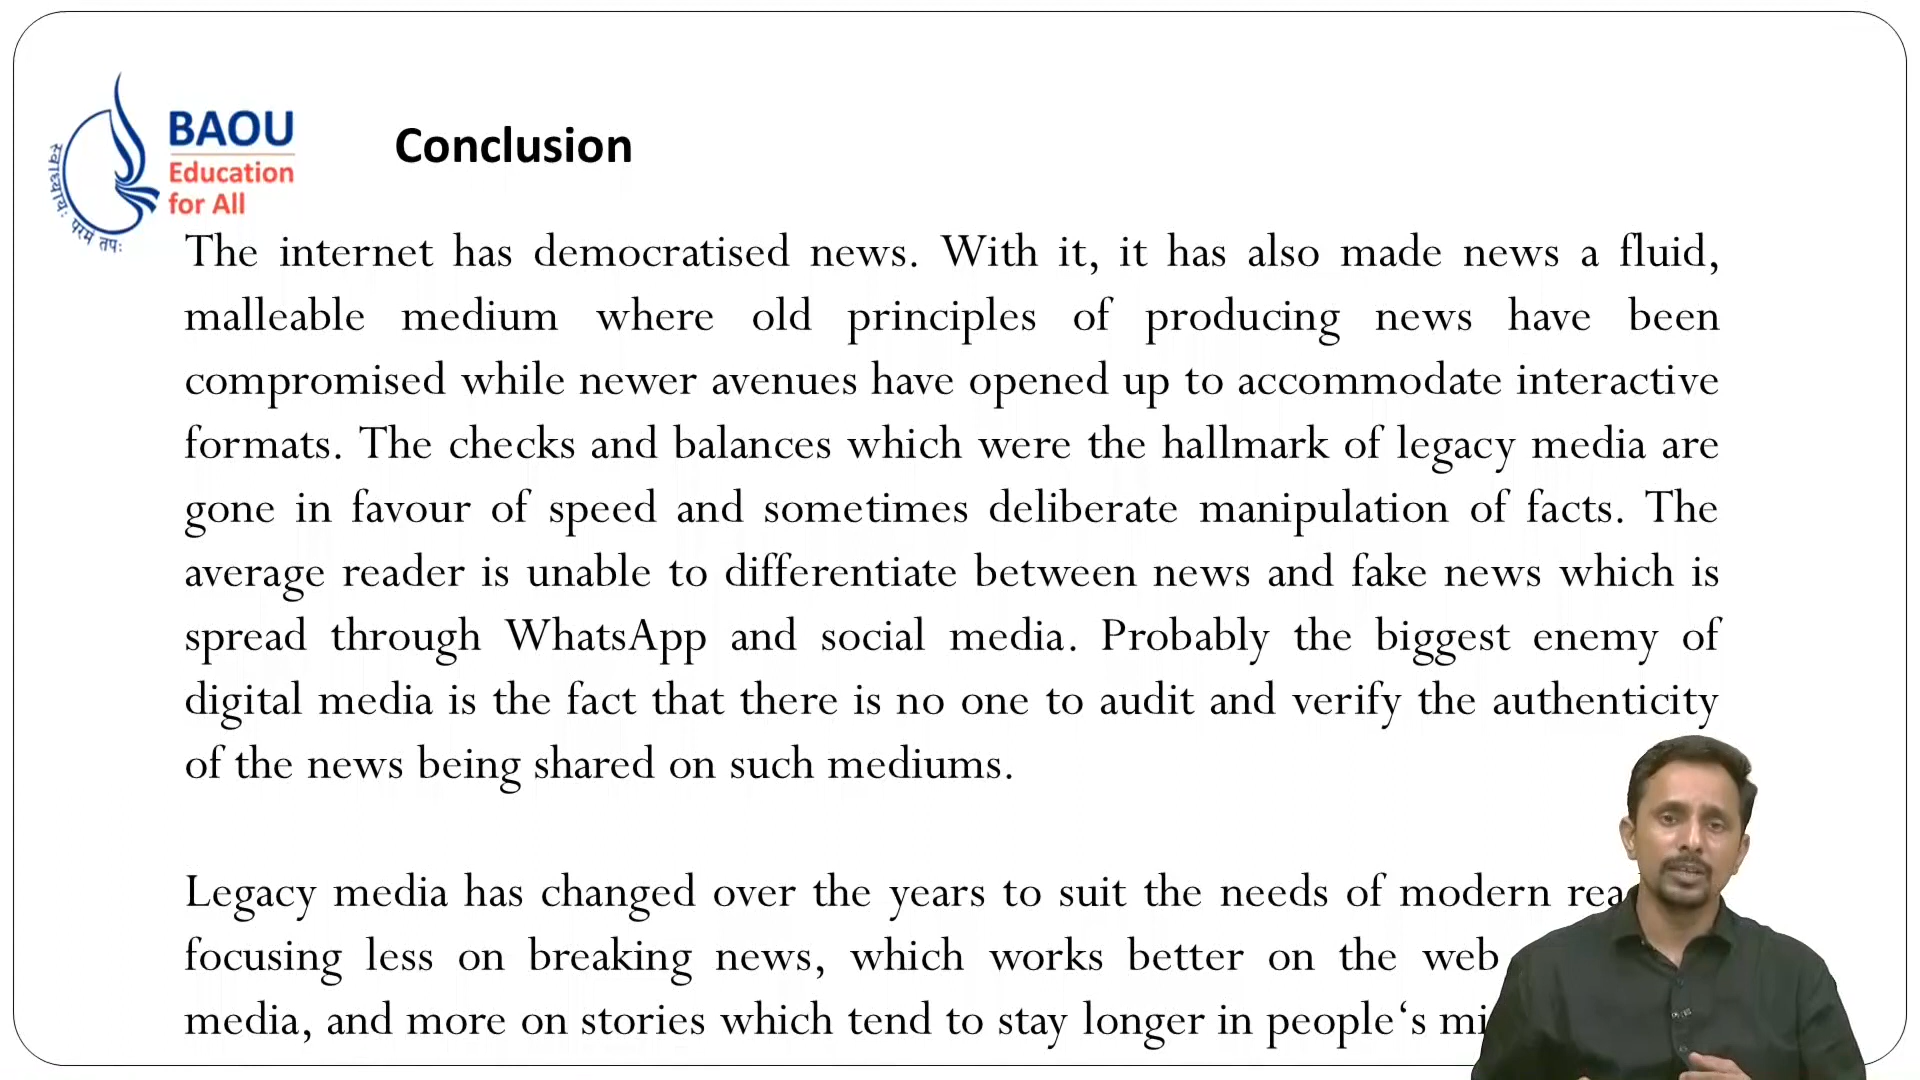 BAOU
Education
for All
स्वाध्यायः परमं तपः
Conclusion
The internet has democratised news. With it, it has also made news a fluid,
malleable medium where old principles of producing news have been
compromised while newer avenues have opened up to accommodate interactive
formats. The checks and balances which were the hallmark of legacy media are
gone in favour of speed and sometimes deliberate manipulation of facts. The
average reader is unable to differentiate between news and fake news which is
spread through WhatsApp and social media. Probably the biggest enemy of
digital media is the fact that there is no one to audit and verify the authenticity
of the news being shared on such mediums.
Legacy media has changed over the years to suit the needs of modern
focusing less on breaking news, which works better on the web
media, and more on stories which tend to stay longer in people‘s